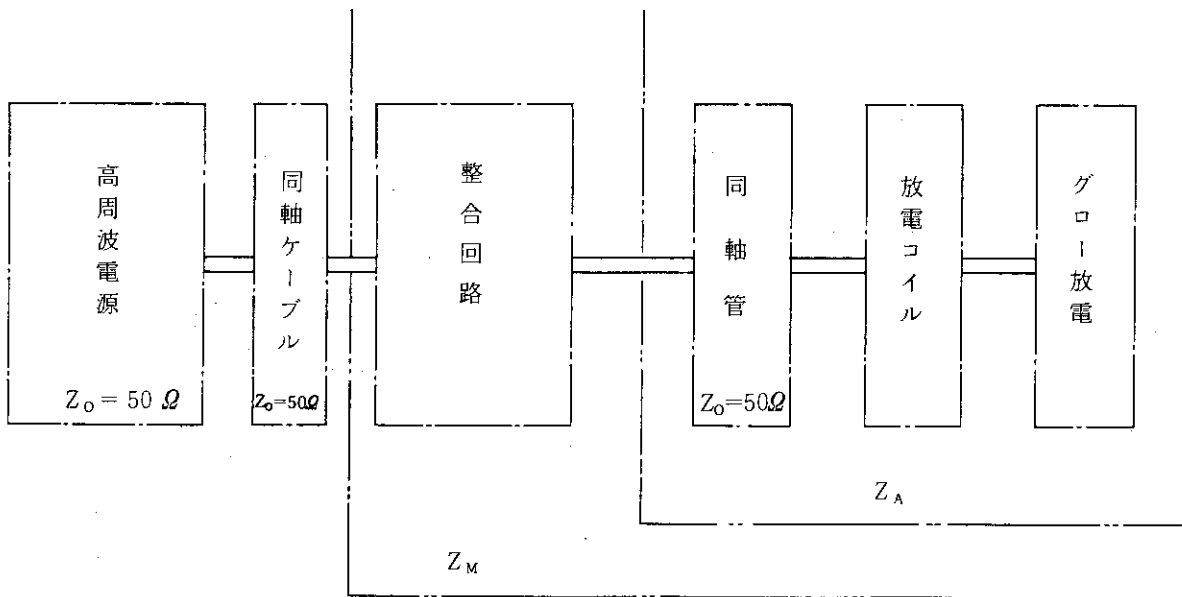 高周波電源
Z₀ = 50 Ω
同軸ケーブル
Z₀=50Ω
整合回路
同軸管
Z₀=50Ω
放電コイル
グロー放電
Z_A
Z_M